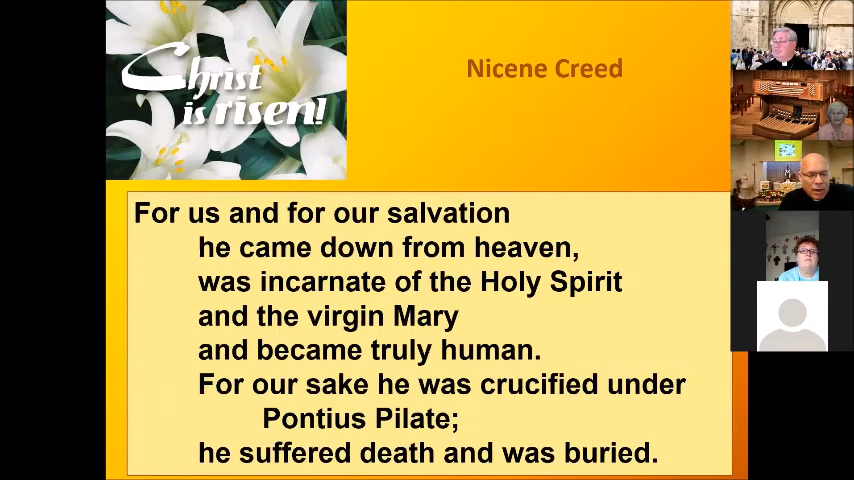 Christ
is risen!
Nicene Creed
For us and for our salvation
he came down from heaven,
was incarnate of the Holy Spirit
and the virgin Mary
and became truly human.
For our sake he was crucified under
Pontius Pilate;
he suffered death and was buried.